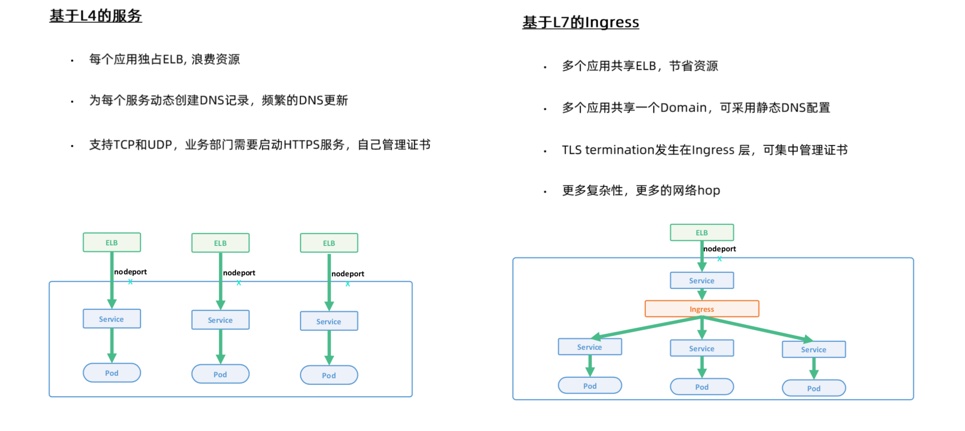 基于L4的服务
• 每个应用独占ELB, 浪费资源
• 为每个服务动态创建DNS记录，频繁的DNS更新
• 支持TCP和UDP，业务部门需要启动HTTPS服务，自己管理证书
ELB ELB ELB
nodeport nodeport nodeport
x x x
Service Service Service
Pod Pod Pod
基于L7的Ingress
• 多个应用共享ELB，节省资源
• 多个应用共享一个Domain，可采用静态DNS配置
• TLS termination发生在Ingress 层，可集中管理证书
• 更多复杂性，更多的网络hop
ELB
nodeport
x
Service
Ingress
Service Service Service
Pod Pod Pod